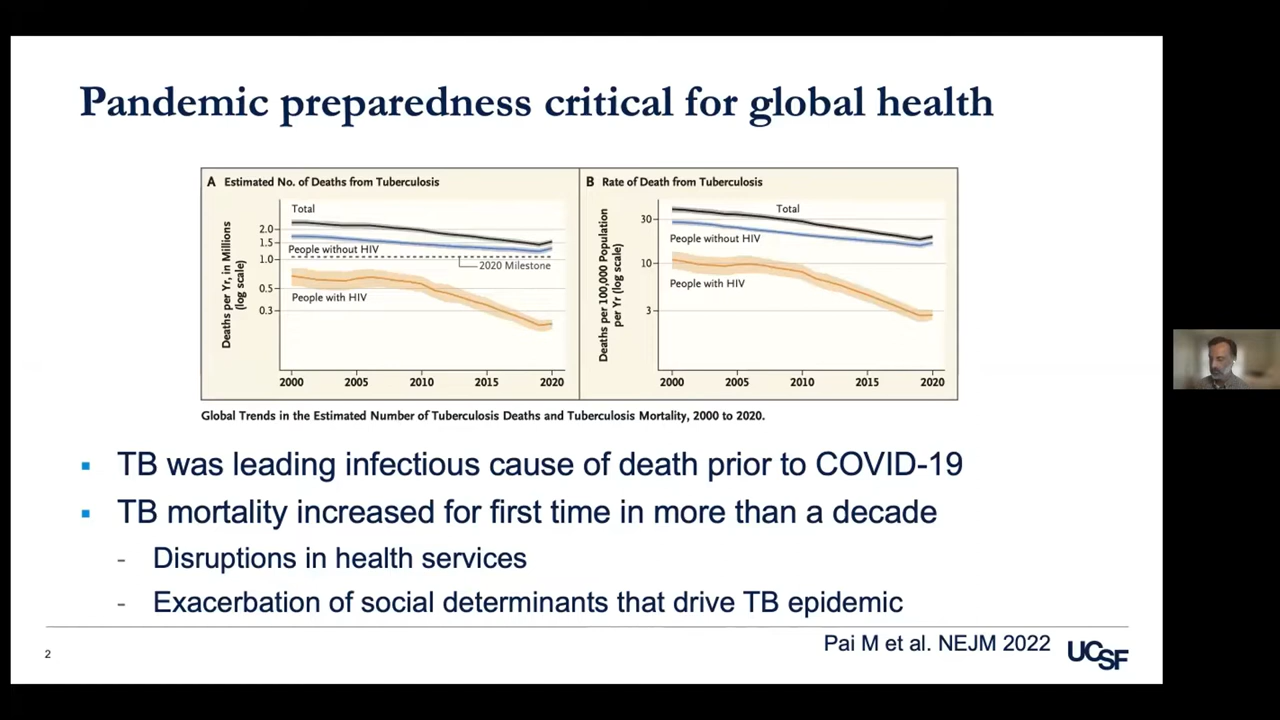 Pandemic preparedness critical for global health
A Estimated No. of Deaths from Tuberculosis
Deaths per Yr, in Millions
(log scale)
2.0
1.5
1.0
0.5
0.3
Total
People without HIV
2020 Milestone
People with HIV
2000 2005 2010 2015 2020
B Rate of Death from Tuberculosis
Deaths per 100,000 Population
per Yr (log scale)
30
10
3
Total
People without HIV
People with HIV
2000 2005 2010 2015 2020
Global Trends in the Estimated Number of Tuberculosis Deaths and Tuberculosis Mortality, 2000 to 2020.
▪ TB was leading infectious cause of death prior to COVID-19
▪ TB mortality increased for first time in more than a decade
- Disruptions in health services
- Exacerbation of social determinants that drive TB epidemic
2
Pai M et al. NEJM 2022
UCSF